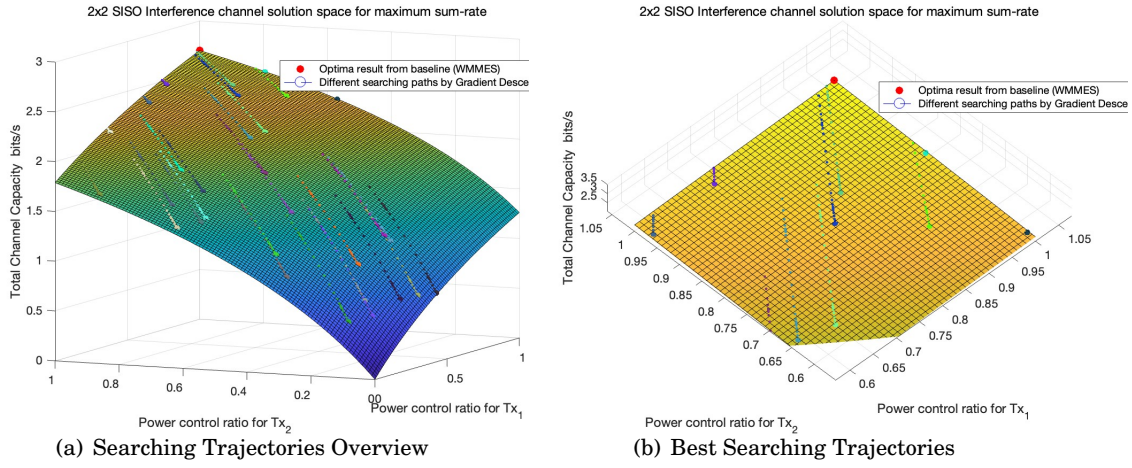 2x2 SISO Interference channel solution space for maximum sum-rate
3
2.5
2
1.5
1
0.5
0
Total Channel Capacity bits/s
Optima result from baseline (WMMES)
Different searching paths by Gradient Desce
1
0.8
0.6
0.4
0.2
00
0.5
1
Power control ratio for Tx2
Power control ratio for Tx1
(a) Searching Trajectories Overview
2x2 SISO Interference channel solution space for maximum sum-rate
Optima result from baseline (WMMES)
Different searching paths by Gradient Desce
Total Channel Capacity bits/s
3.5
3
2.5
1.05
1
0.95
0.9
0.85
0.8
0.75
0.7
0.65
0.6
0.6
0.65
0.7
0.75
0.8
0.85
0.9
0.95
1
1.05
Power control ratio for Tx2
Power control ratio for Tx1
(b) Best Searching Trajectories